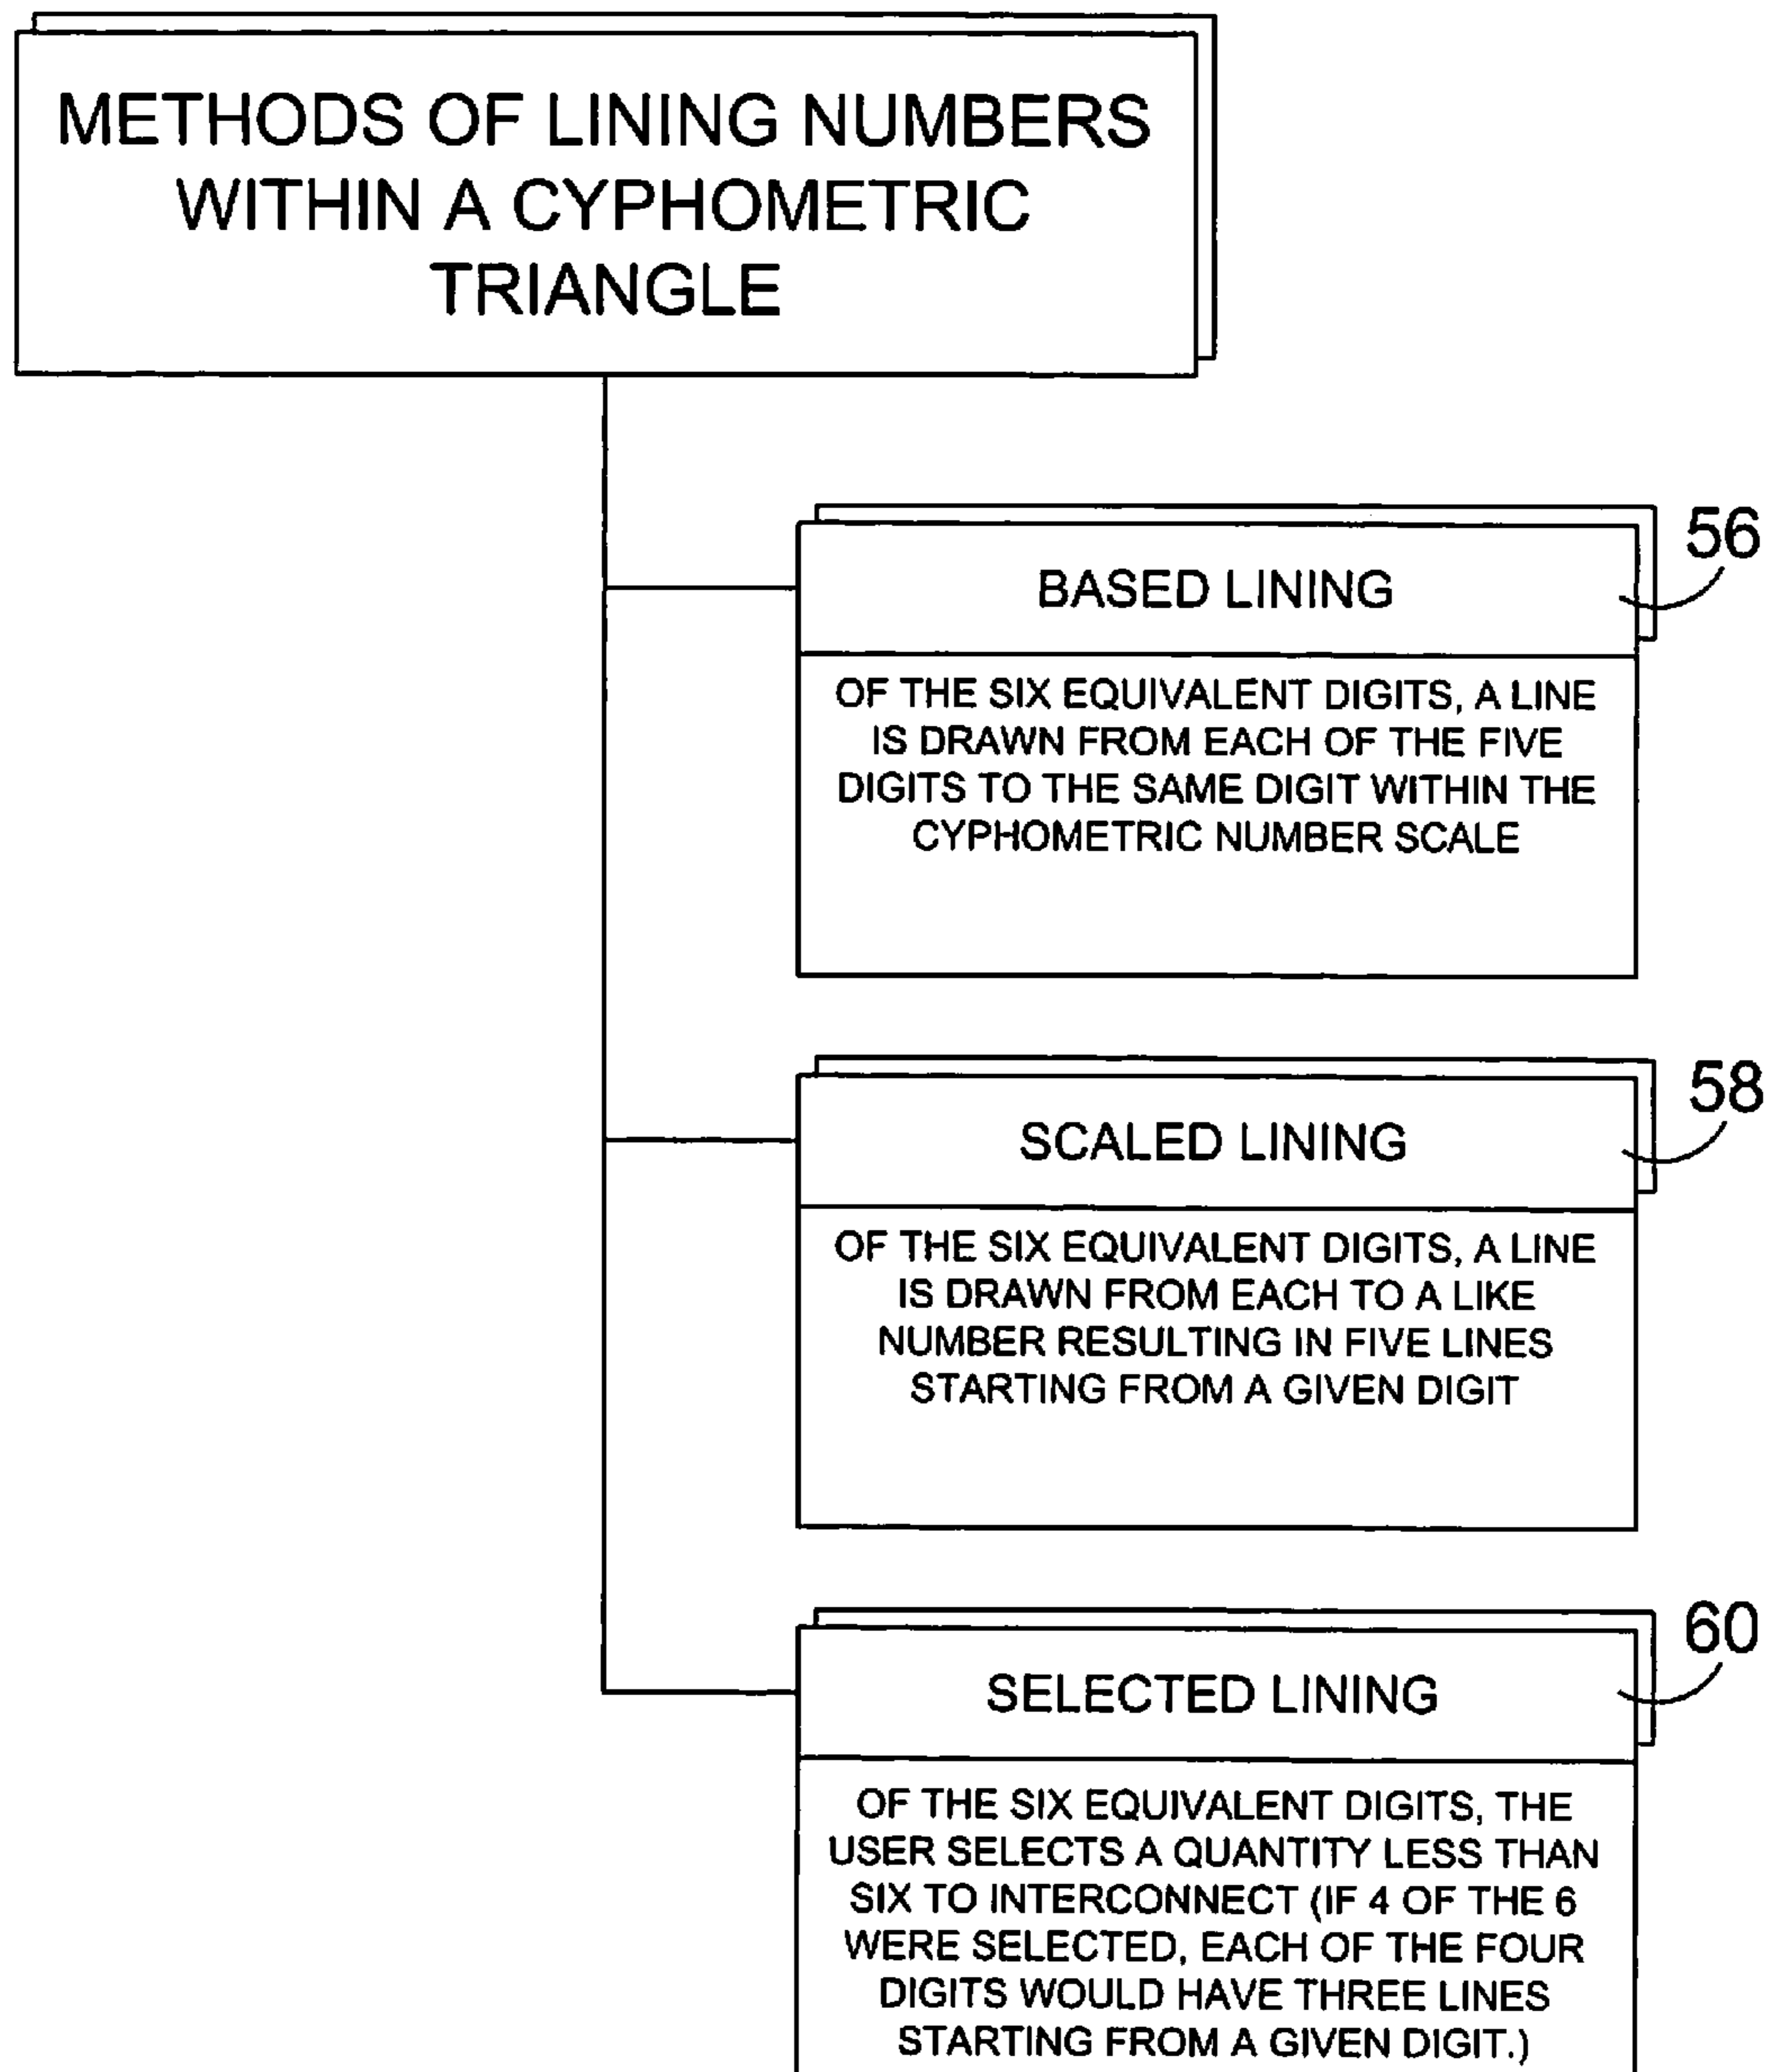 METHODS OF LINING NUMBERS
WITHIN A CYPHOMETRIC
TRIANGLE
56
BASED LINING
OF THE SIX EQUIVALENT DIGITS, A LINE
IS DRAWN FROM EACH OF THE FIVE
DIGITS TO THE SAME DIGIT WITHIN THE
CYPHOMETRIC NUMBER SCALE
58
SCALED LINING
OF THE SIX EQUIVALENT DIGITS, A LINE
IS DRAWN FROM EACH TO A LIKE
NUMBER RESULTING IN FIVE LINES
STARTING FROM A GIVEN DIGIT
60
SELECTED LINING
OF THE SIX EQUIVALENT DIGITS, THE
USER SELECTS A QUANTITY LESS THAN
SIX TO INTERCONNECT (IF 4 OF THE 6
WERE SELECTED, EACH OF THE FOUR
DIGITS WOULD HAVE THREE LINES
STARTING FROM A GIVEN DIGIT.)